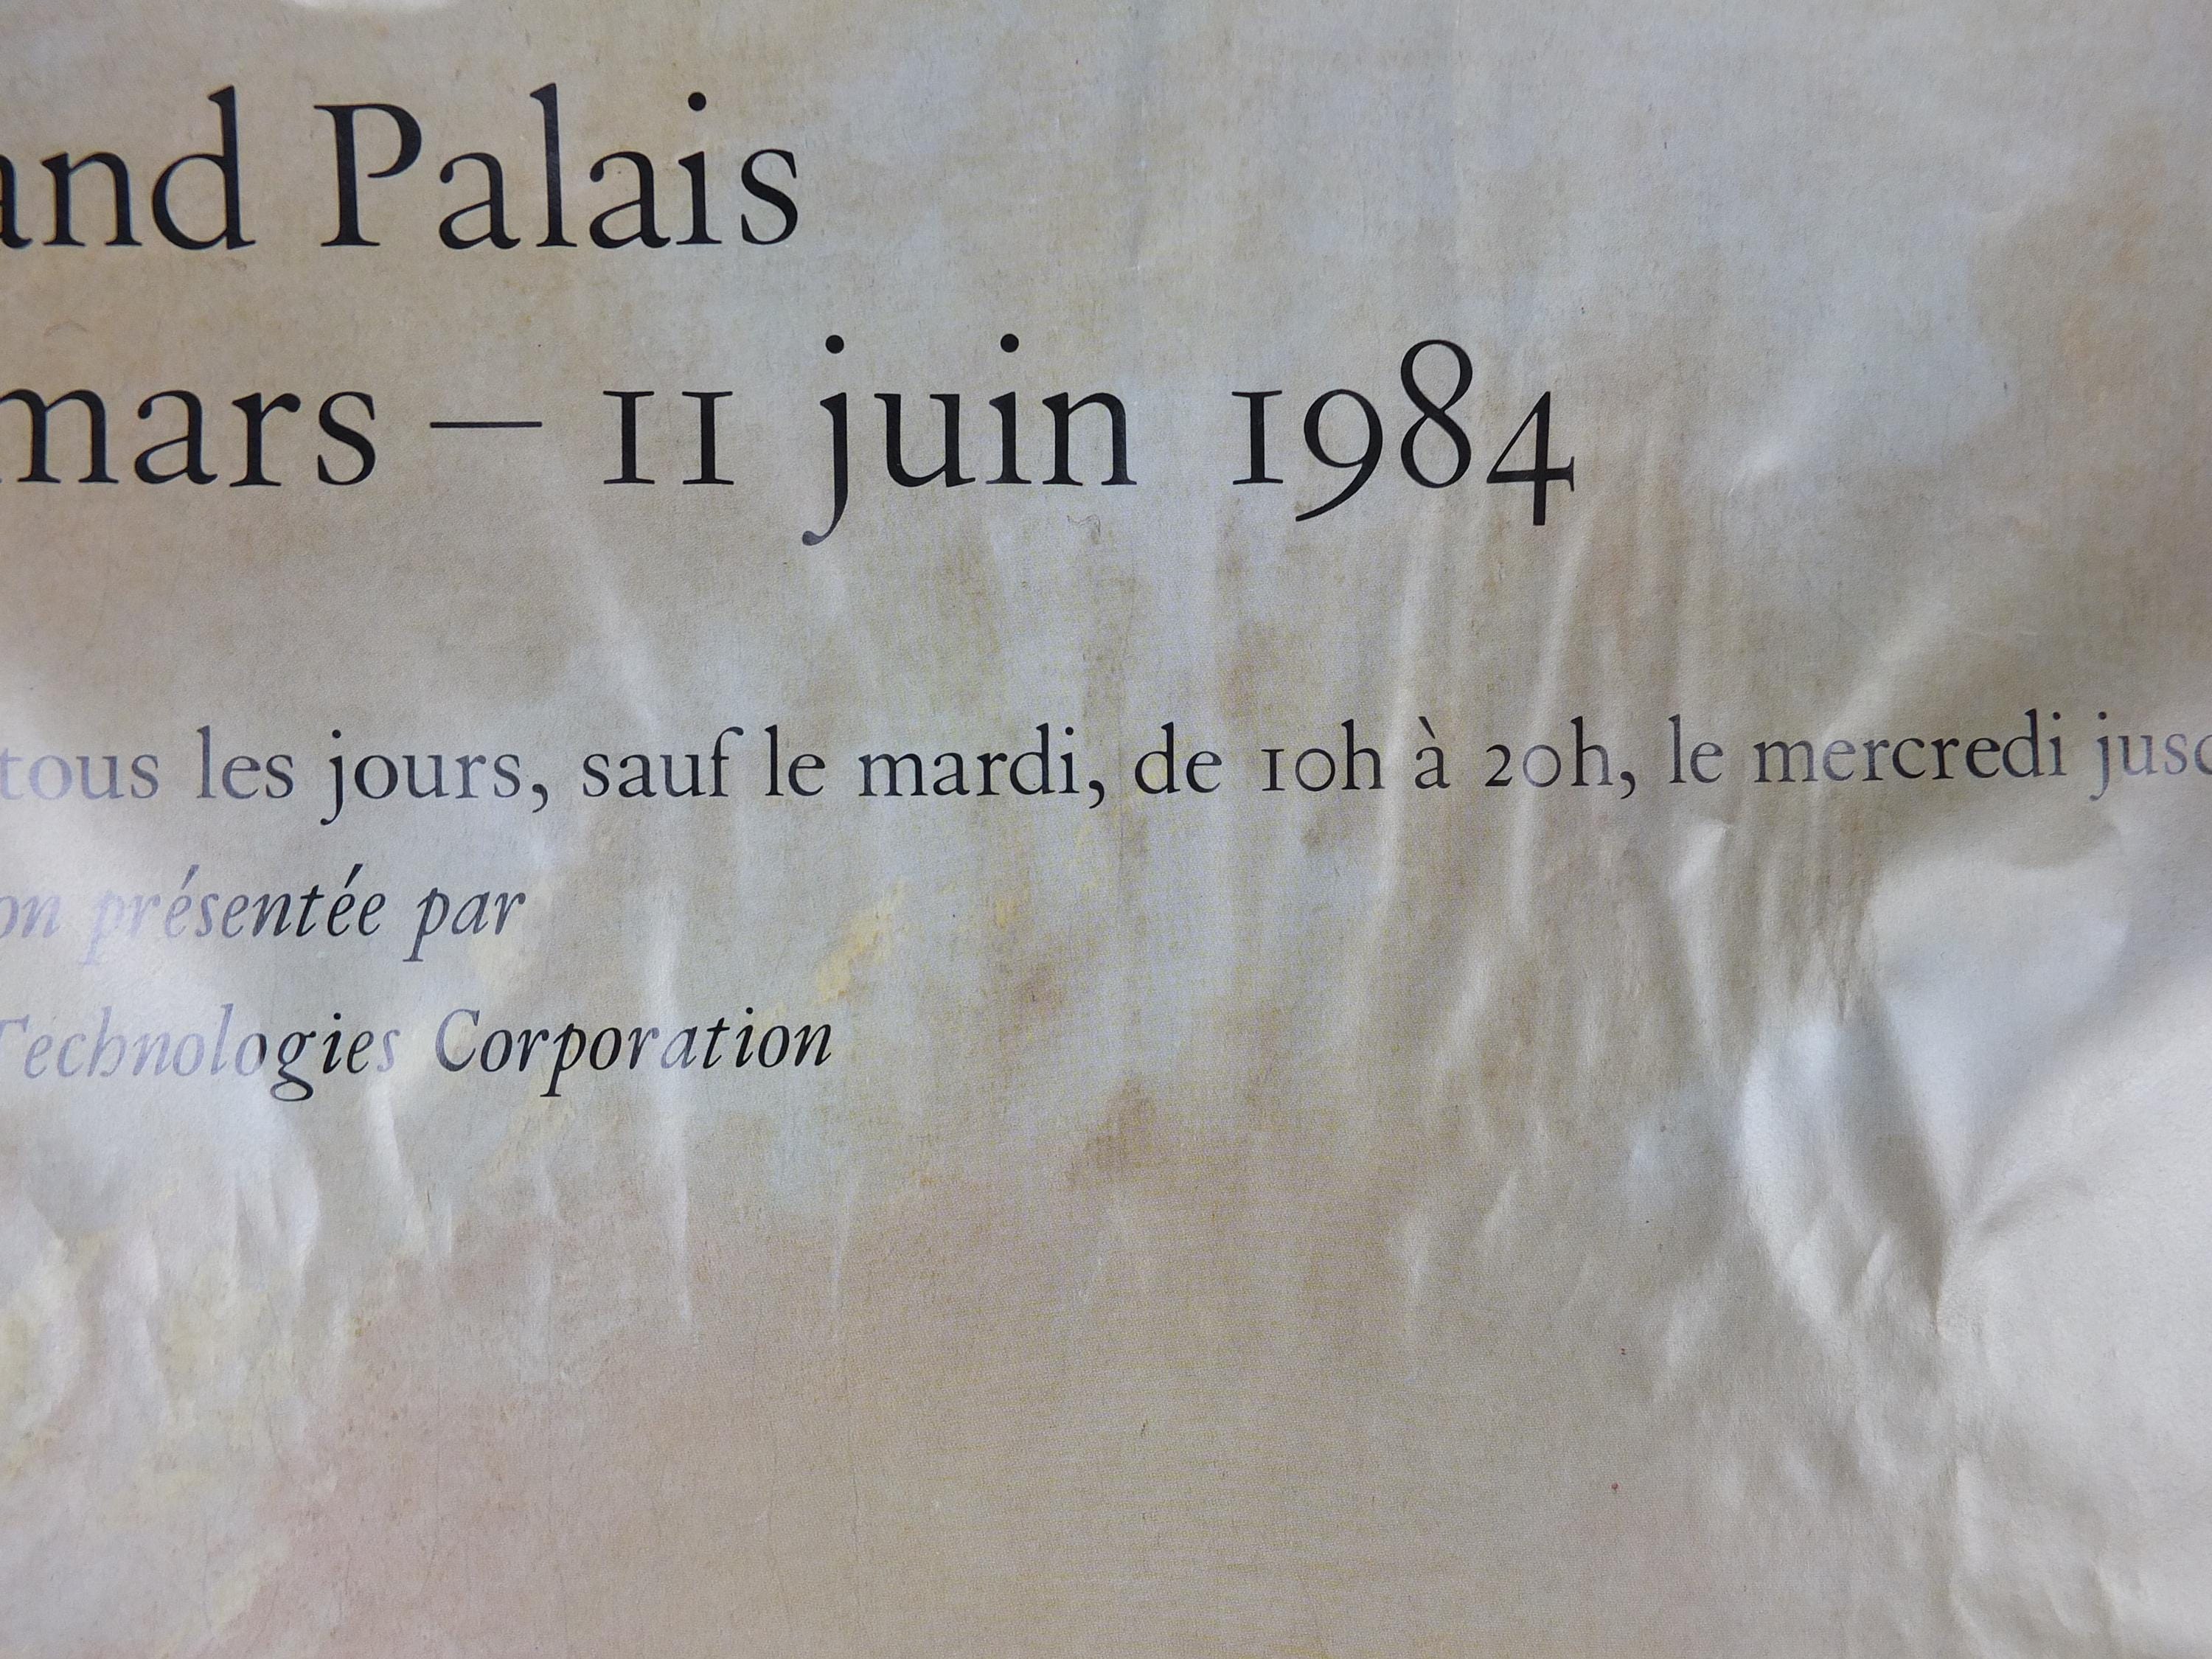 and Palais
mars – 11 juin 1984
tous les jours, sauf le mardi, de 10h à 20h, le mercredi jusq
on présentée par
Technologies Corporation